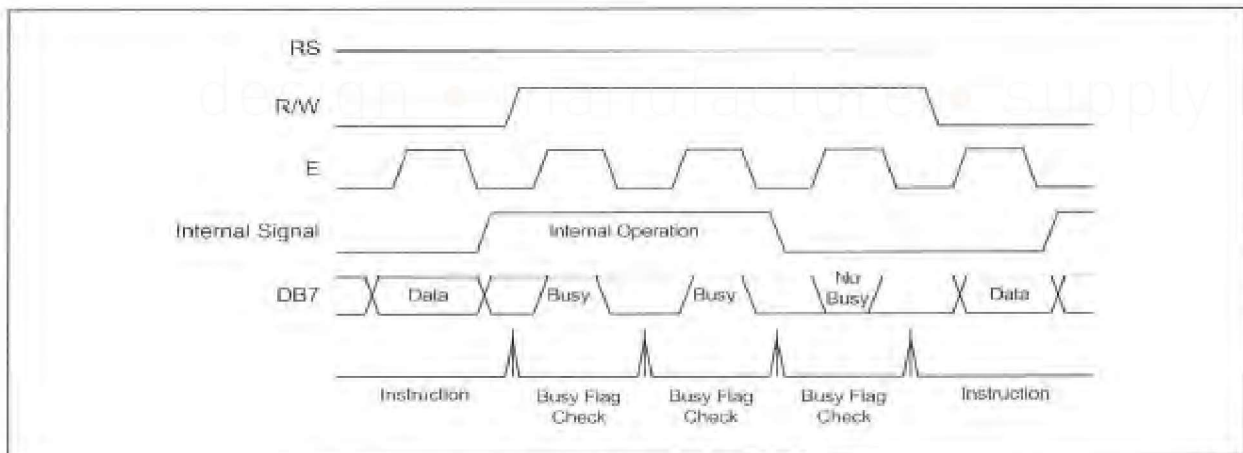 RS
design • manufacture • supply
R/W
E
Internal Signal
Internal Operation
DB7
Data
Busy
Busy
No
Busy
Data
Instruction
Busy Flag
Check
Busy Flag
Check
Busy Flag
Check
Instruction